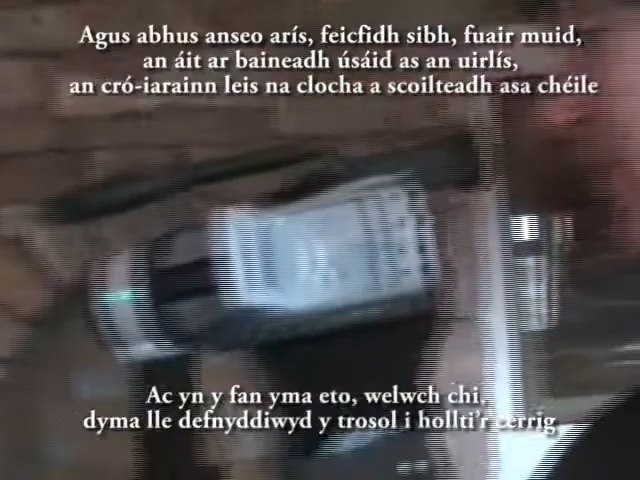 Agus abhus anseo arís, feicfidh sibh, fuair muid,
an áit ar baineadh úsáid as an uirlís,
an cró-iarainn leis na clocha a scoilteadh asa chéile
Ac yn y fan yma eto, welwch chi,
dyma lle defnyddiwyd y trosol i hollti'r cerrig